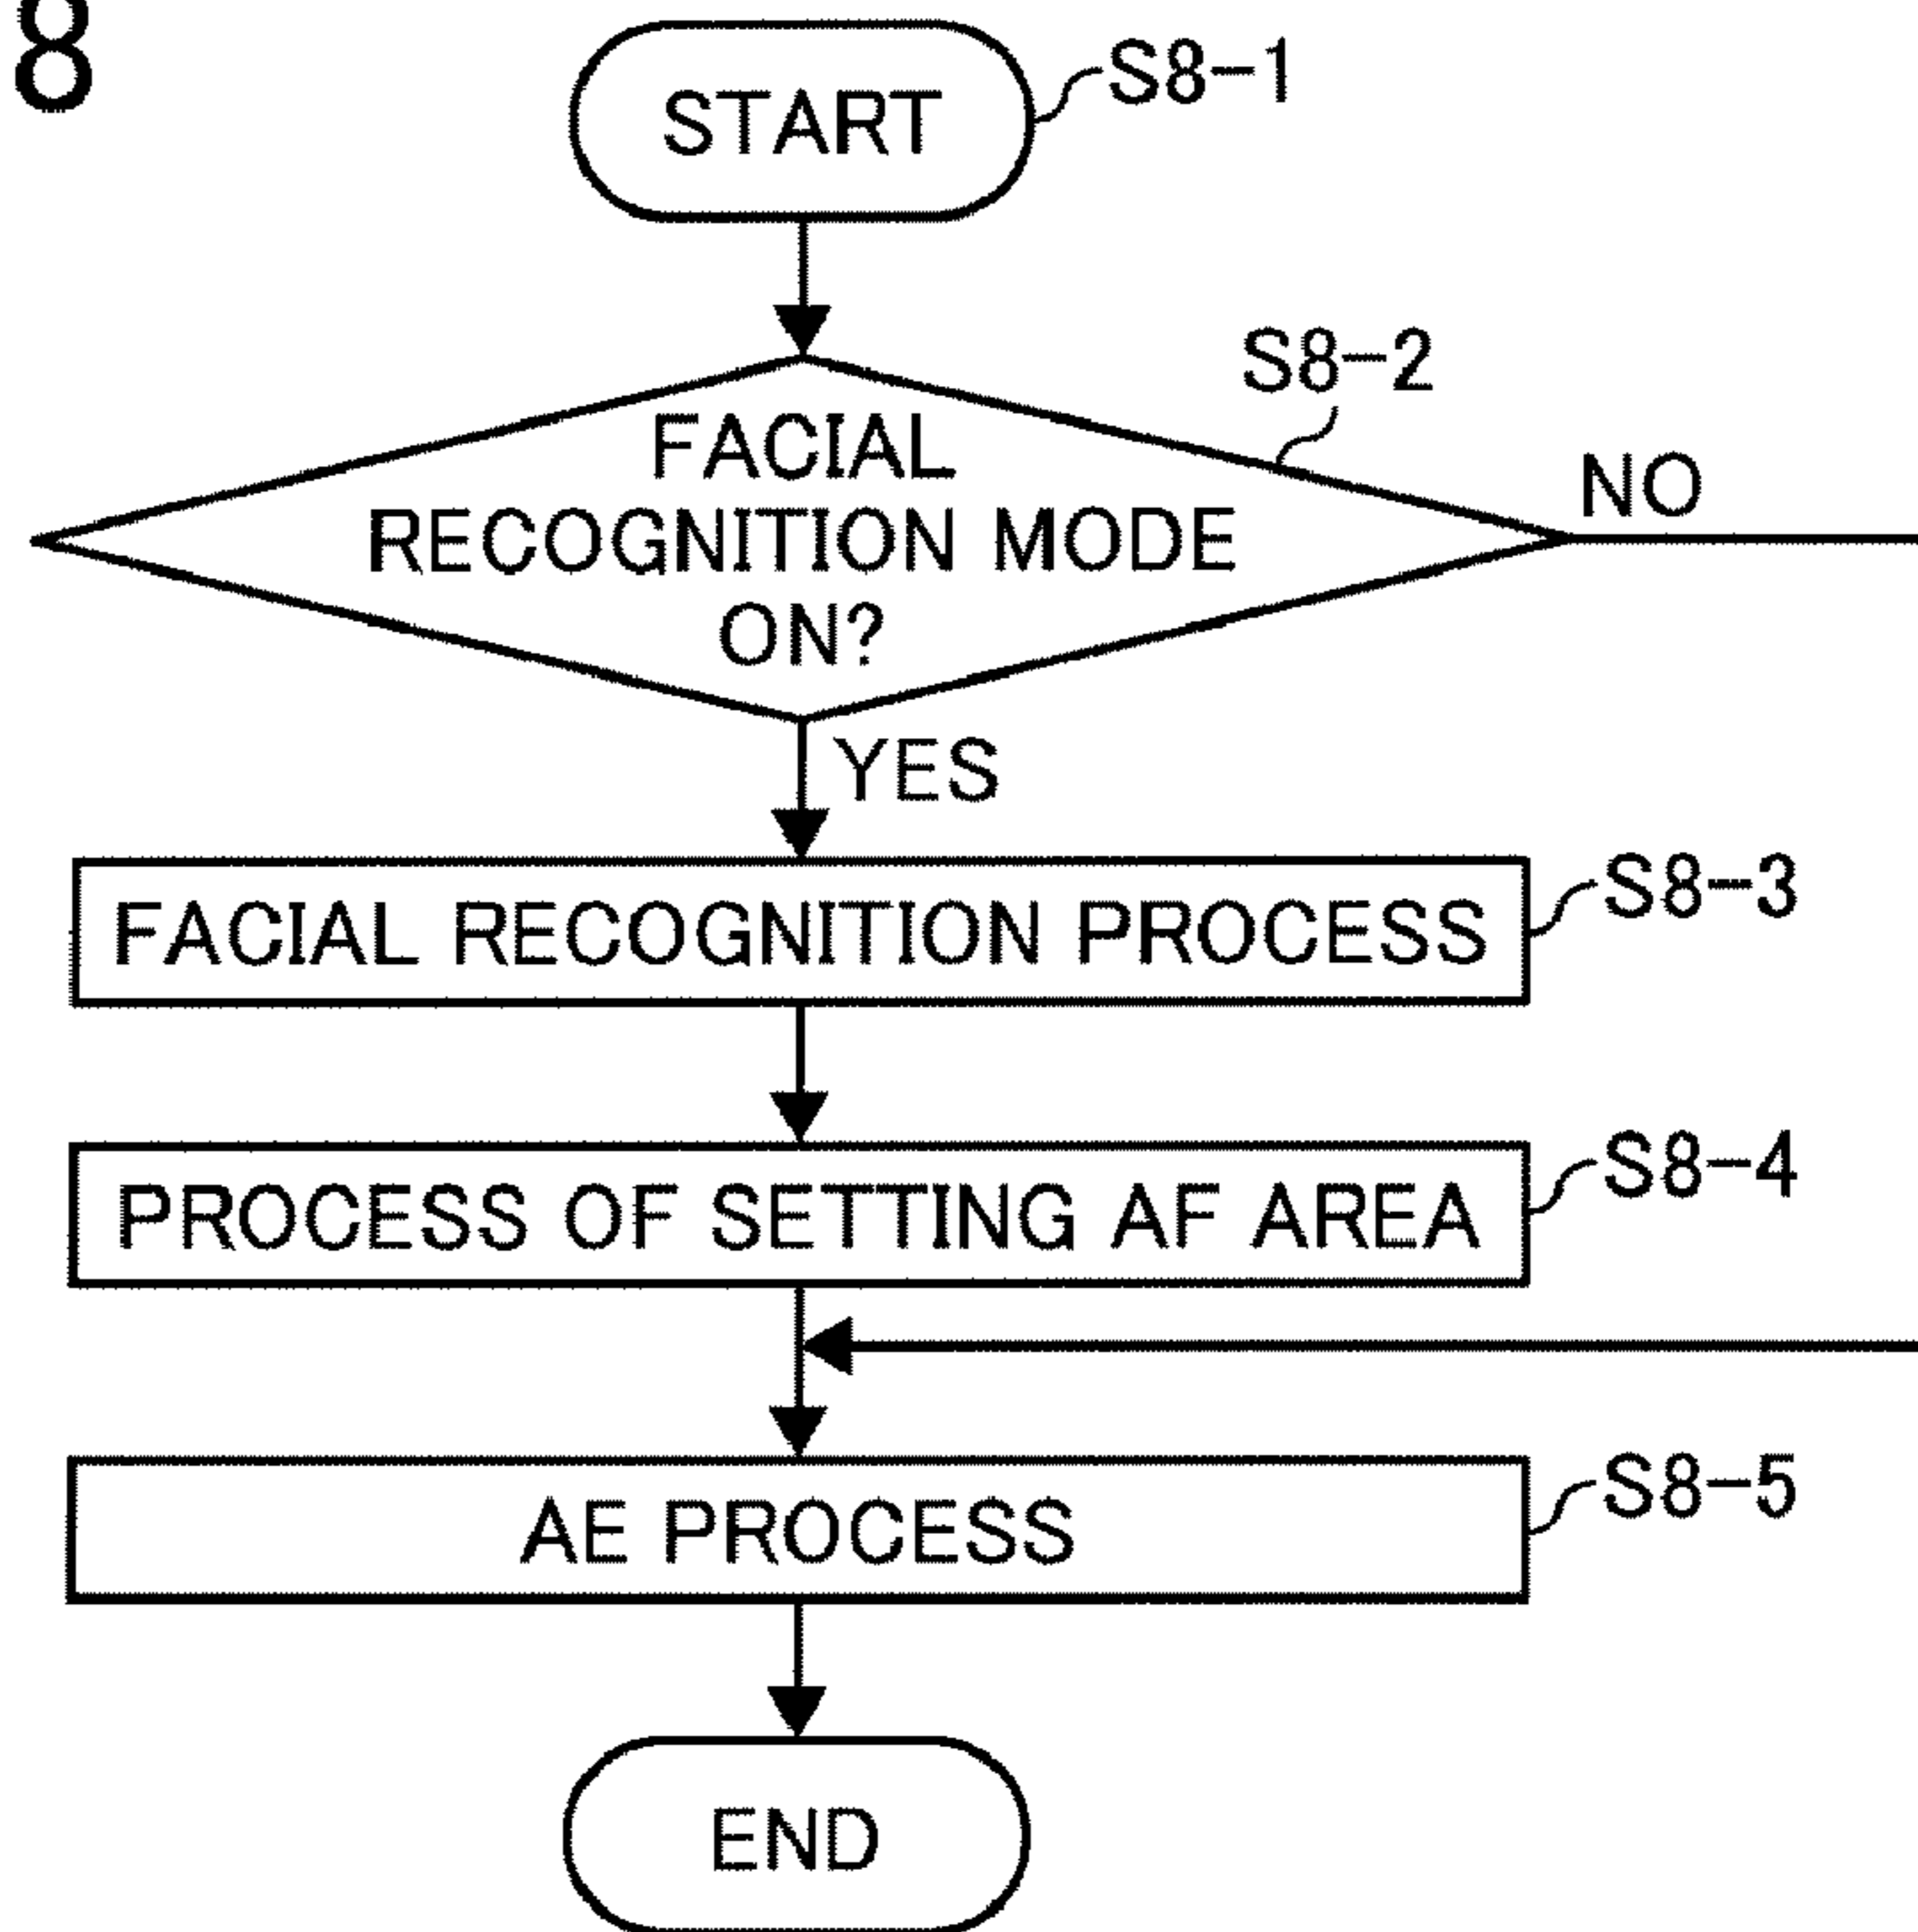 8
START
S8-1
S8-2
FACIAL
RECOGNITION MODE
ON?
NO
YES
FACIAL RECOGNITION PROCESS
S8-3
PROCESS OF SETTING AF AREA
S8-4
AE PROCESS
S8-5
END